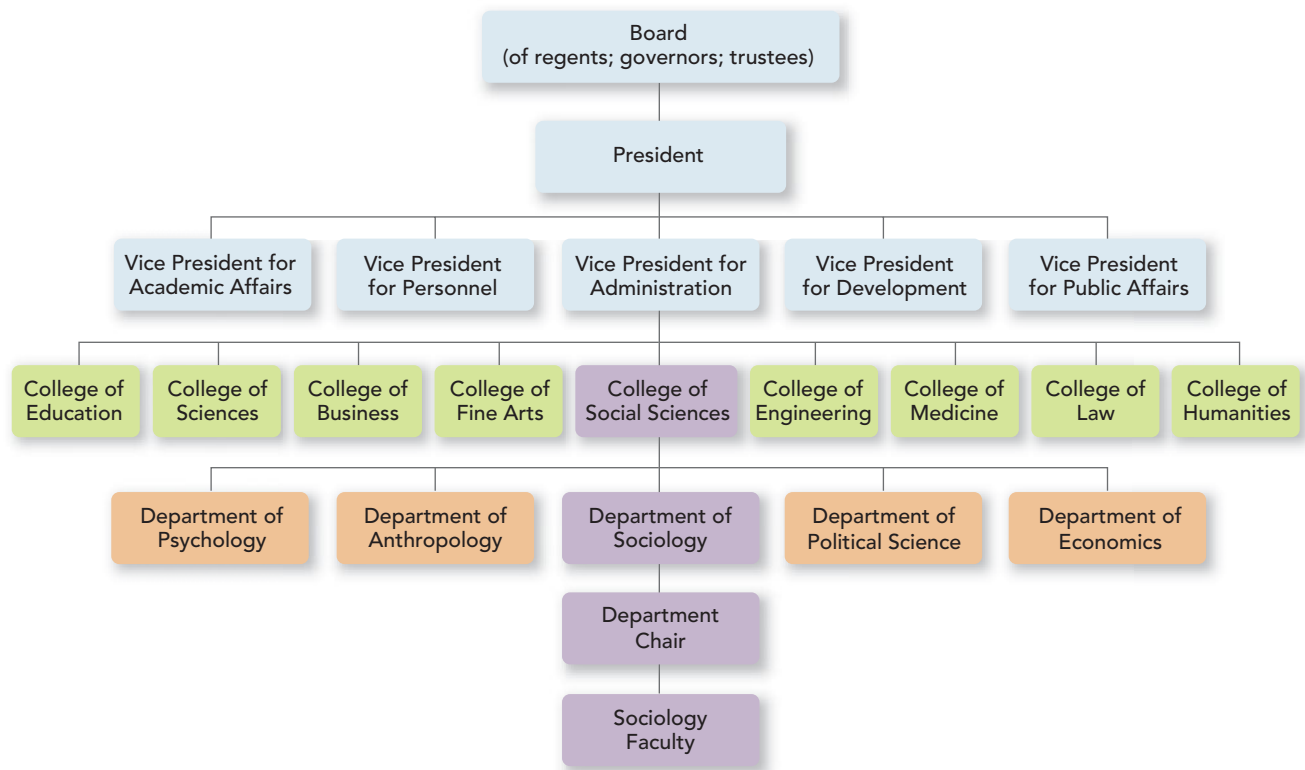 Board
(of regents; governors; trustees)
President
Vice President for
Academic Affairs
Vice President
for Personnel
Vice President for
Administration
Vice President
for Development
Vice President
for Public Affairs
College of
Education
College of
Sciences
College of
Business
College of
Fine Arts
College of
Social Sciences
College of
Engineering
College of
Medicine
College of
Law
College of
Humanities
Department of
Psychology
Department of
Anthropology
Department of
Sociology
Department of
Political Science
Department of
Economics
Department
Chair
Sociology
Faculty